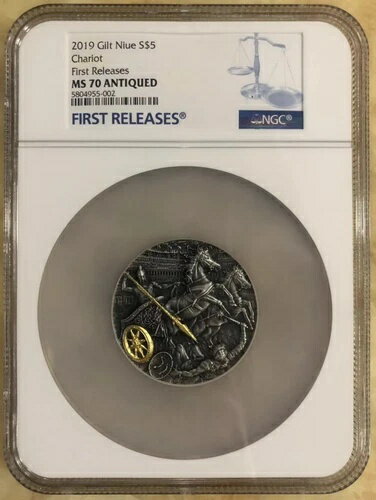 2019 Gilt Niue S$5
Chariot
First Releases
MS 70 ANTIQUED
5804955-002
FIRST RELEASES®
NGC®